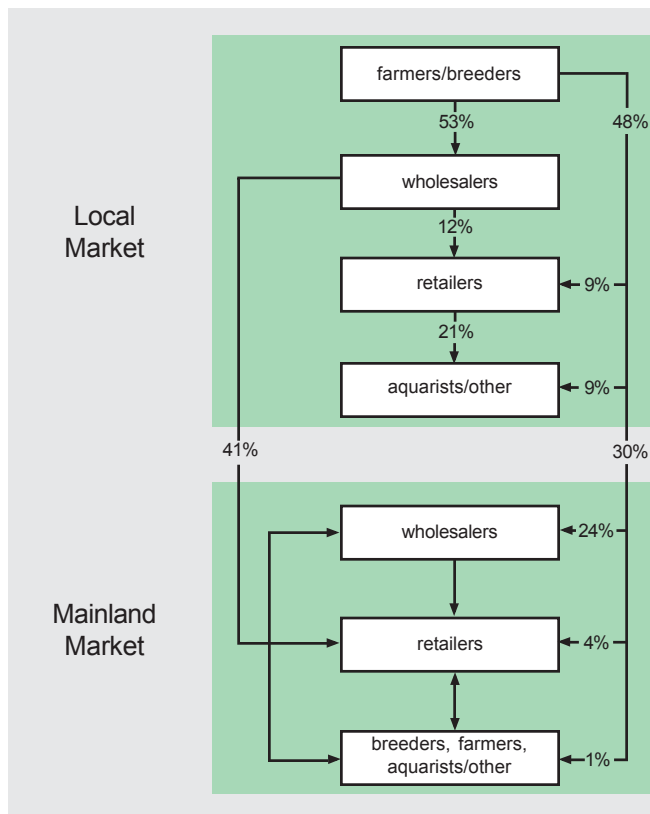 farmers/breeders
53%
48%
wholesalers
Local
Market
12%
retailers
9%
21%
aquarists/other
9%
41%
30%
wholesalers
24%
Mainland
Market
retailers
4%
breeders, farmers,
aquarists/other
1%